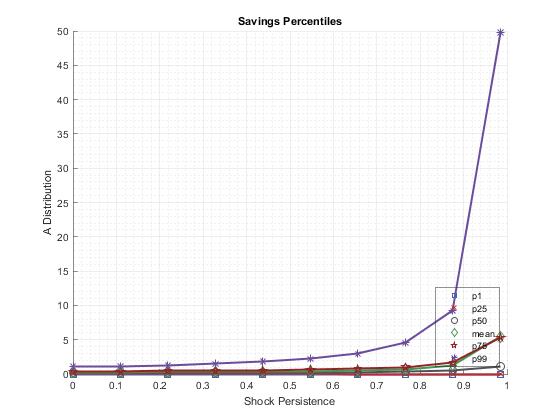 Savings Percentiles
50
45
40
35
30
25
20
15
10
5
0
A Distribution
p1
p25
p50
mean
p75
p99
0 0.1 0.2 0.3 0.4 0.5 0.6 0.7 0.8 0.9 1
Shock Persistence